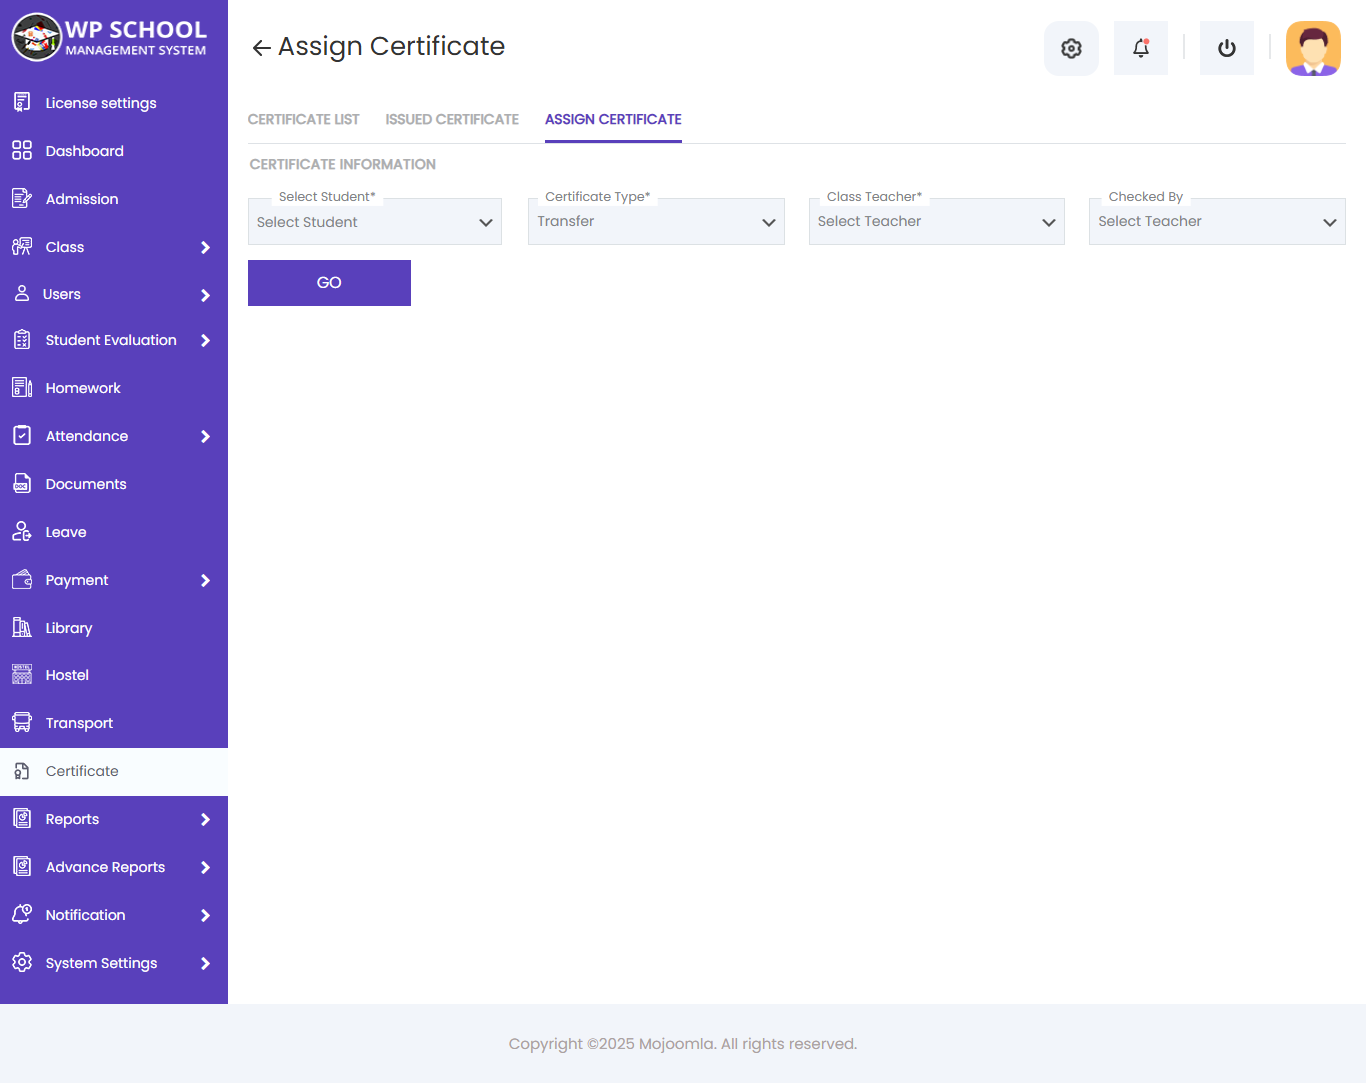 WP SCHOOL
MANAGEMENT SYSTEM
License settings
Dashboard
Admission
Class
Users
Student Evaluation
Homework
Attendance
Documents
Leave
Payment
Library
Hostel
Transport
Certificate
Reports
Advance Reports
Notification
System Settings
Assign Certificate
CERTIFICATE LIST ISSUED CERTIFICATE ASSIGN CERTIFICATE
CERTIFICATE INFORMATION
Select Student* Certificate Type* Class Teacher* Checked By
Select Student Transfer Select Teacher Select Teacher
GO
Copyright ©2025 Mojoomla. All rights reserved.